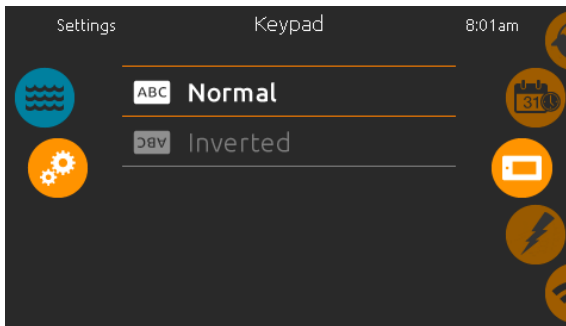 Settings
Keypad
8:01am
ABC Normal
ABC Inverted
31